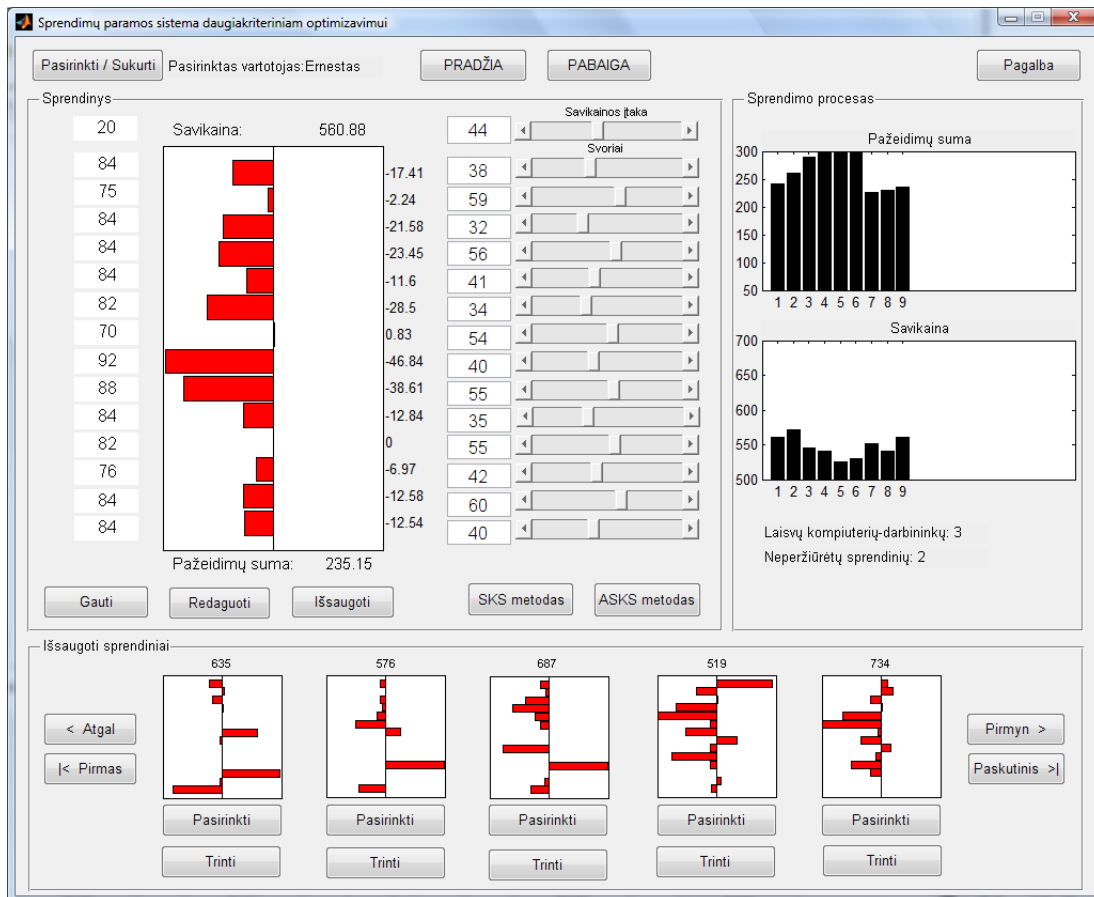 Sprendimų paramos sistema daugiakriteriniam optimizavimui
Pasirinkti / Sukurti Pasirinktas vartotojas:Ernestas PRADŽIA PABAIGA Pagalba
Sprendinys
20 Savikaina: 560.88 44 Savikainos įtaka
Svoriai
84 -17.41 38
75 -2.24 59
84 -21.58 32
84 -23.45 56
84 -11.6 41
82 -28.5 34
70 0.83 54
92 -46.84 40
88 -38.61 55
84 -12.84 35
82 0 55
76 -6.97 42
84 -12.58 60
84 -12.54 40
Pažeidimų suma: 235.15
Gauti Redaguoti Išsaugoti SKS metodas ASKS metodas
Sprendimo procesas
Pažeidimų suma
300
250
200
150
100
50
1 2 3 4 5 6 7 8 9
Savikaina
700
650
600
550
500
1 2 3 4 5 6 7 8 9
Laisvų kompiuterių-darbininkų: 3
Neperžiūrėtų sprendinių: 2
Išsaugoti sprendiniai
635 576 687 519 734
< Atgal Pirmyn >
|< Pirmas Paskutinis >|
Pasirinkti Pasirinkti Pasirinkti Pasirinkti Pasirinkti
Trinti Trinti Trinti Trinti Trinti